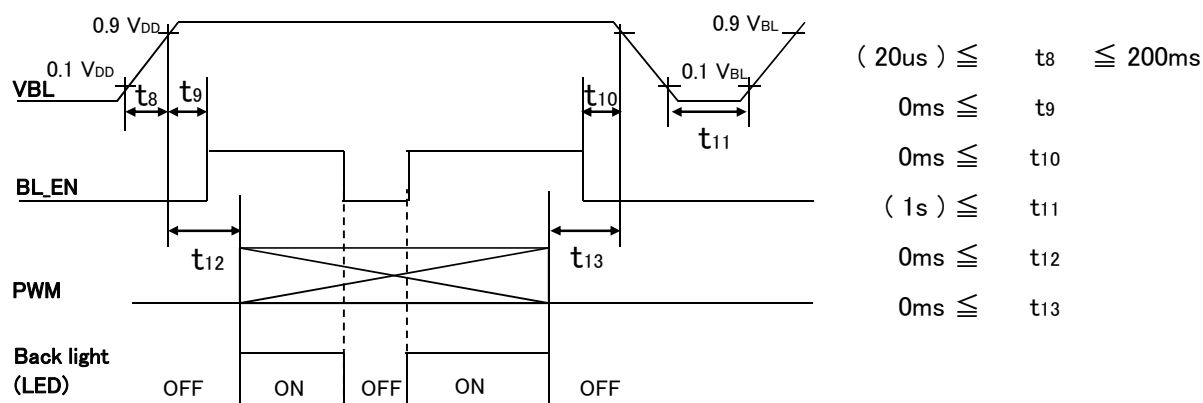 0.9 VDD
0.1 VDD
VBL
t8
t9
t10
0.9 VBL
0.1 VBL
t11
BL_EN
t12
t13
PWM
Back light
(LED)
OFF ON OFF ON OFF
( 20us ) ≦ t8 ≦ 200ms
0ms ≦ t9
0ms ≦ t10
( 1s ) ≦ t11
0ms ≦ t12
0ms ≦ t13